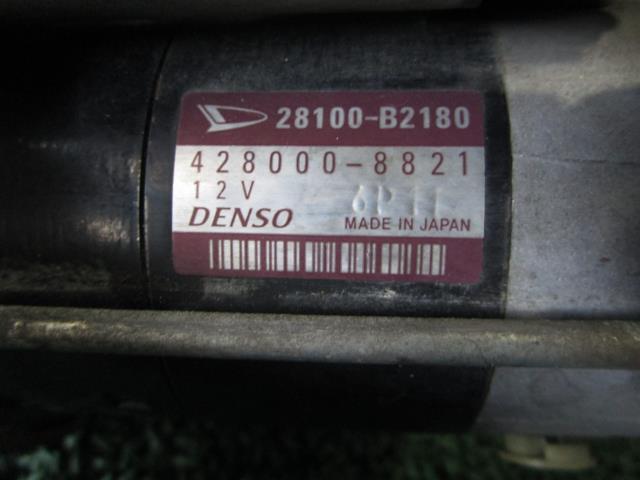 28100-B2180
428000-8821
12V
DENSO MADE IN JAPAN